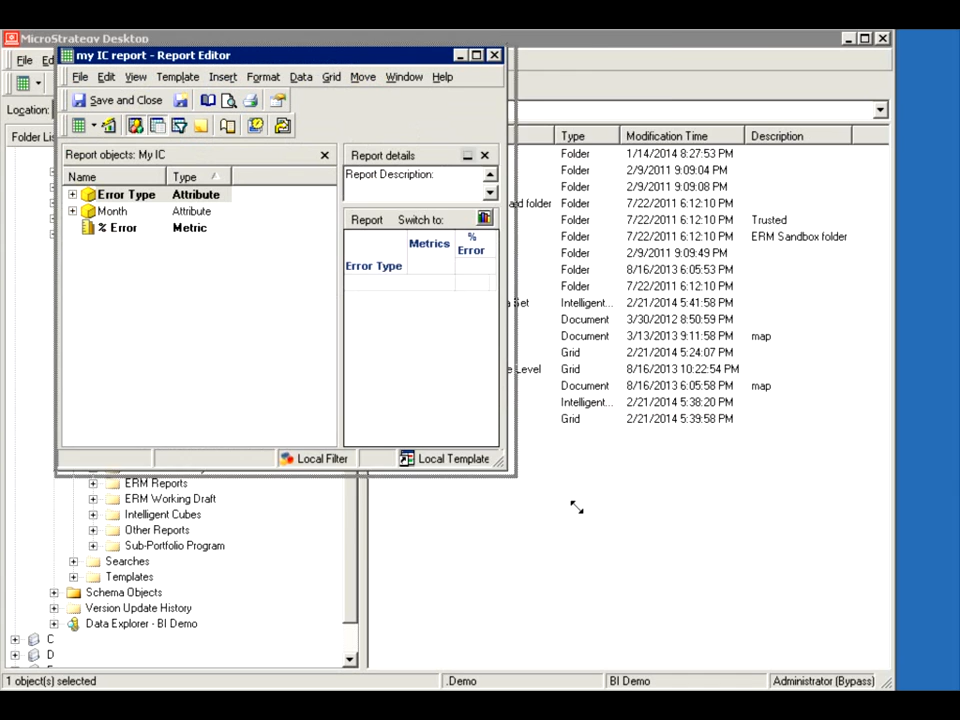 MicroStrategy Desktop
File Ed
Location:
Folder Lis
my IC report - Report Editor
File Edit View Template Insert Format Data Grid Move Window Help
Save and Close
Report objects: My IC
Name Type
Error Type Attribute
Month Attribute
% Error Metric
Report details
Report Description:
Report Switch to:
Metrics % Error
Error Type
Local Filter Local Template
Type Modification Time Description
Folder 1/14/2014 8:27:53 PM
Folder 2/9/2011 9:09:04 PM
Folder 2/9/2011 9:09:08 PM
folder Folder 7/22/2011 6:12:10 PM
Folder 7/22/2011 6:12:10 PM Trusted
Folder 7/22/2011 6:12:10 PM ERM Sandbox folder
Folder 2/9/2011 9:09:49 PM
Folder 8/16/2013 6:05:53 PM
Folder 7/22/2011 6:12:10 PM
Set Intelligent... 2/21/2014 5:41:58 PM
Document 3/30/2012 8:50:59 PM
Document 3/13/2013 9:11:58 PM map
Grid 2/21/2014 5:24:07 PM
Level Grid 8/16/2013 10:22:54 PM
Document 8/16/2013 6:05:58 PM map
Intelligent... 2/21/2014 5:38:20 PM
Grid 2/21/2014 5:39:58 PM
ERM Reports
ERM Working Draft
Intelligent Cubes
Other Reports
Sub-Portfolio Program
Searches
Templates
Schema Objects
Version Update History
Data Explorer - BI Demo
C
D
1 object(s) selected .Demo BI Demo Administrator (Bypass)